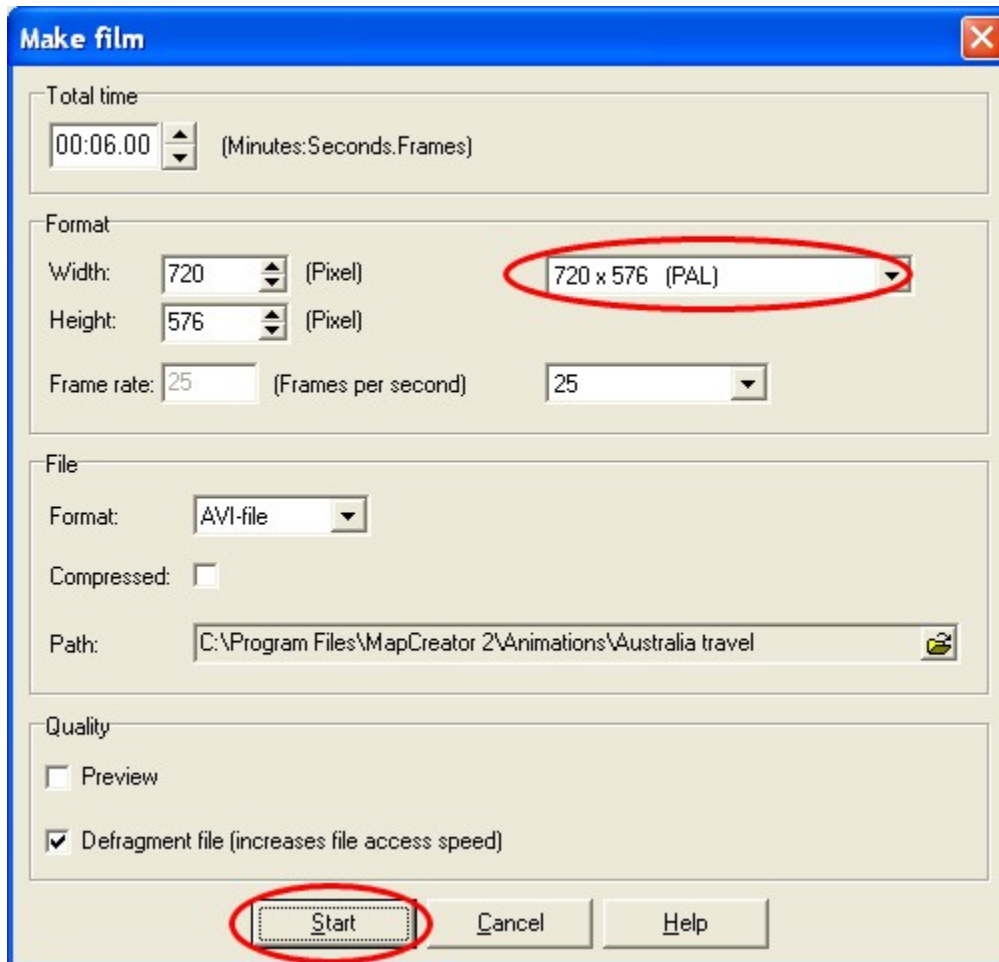 Make film
Total time
00:06.00 (Minutes:Seconds.Frames)
Format
Width: 720 (Pixel) 720 x 576 (PAL)
Height: 576 (Pixel)
Frame rate: 25 (Frames per second) 25
File
Format: AVI-file
Compressed:
Path: C:\Program Files\MapCreator 2\Animations\Australia travel
Quality
Preview
Defragment file (increases file access speed)
Start Cancel Help